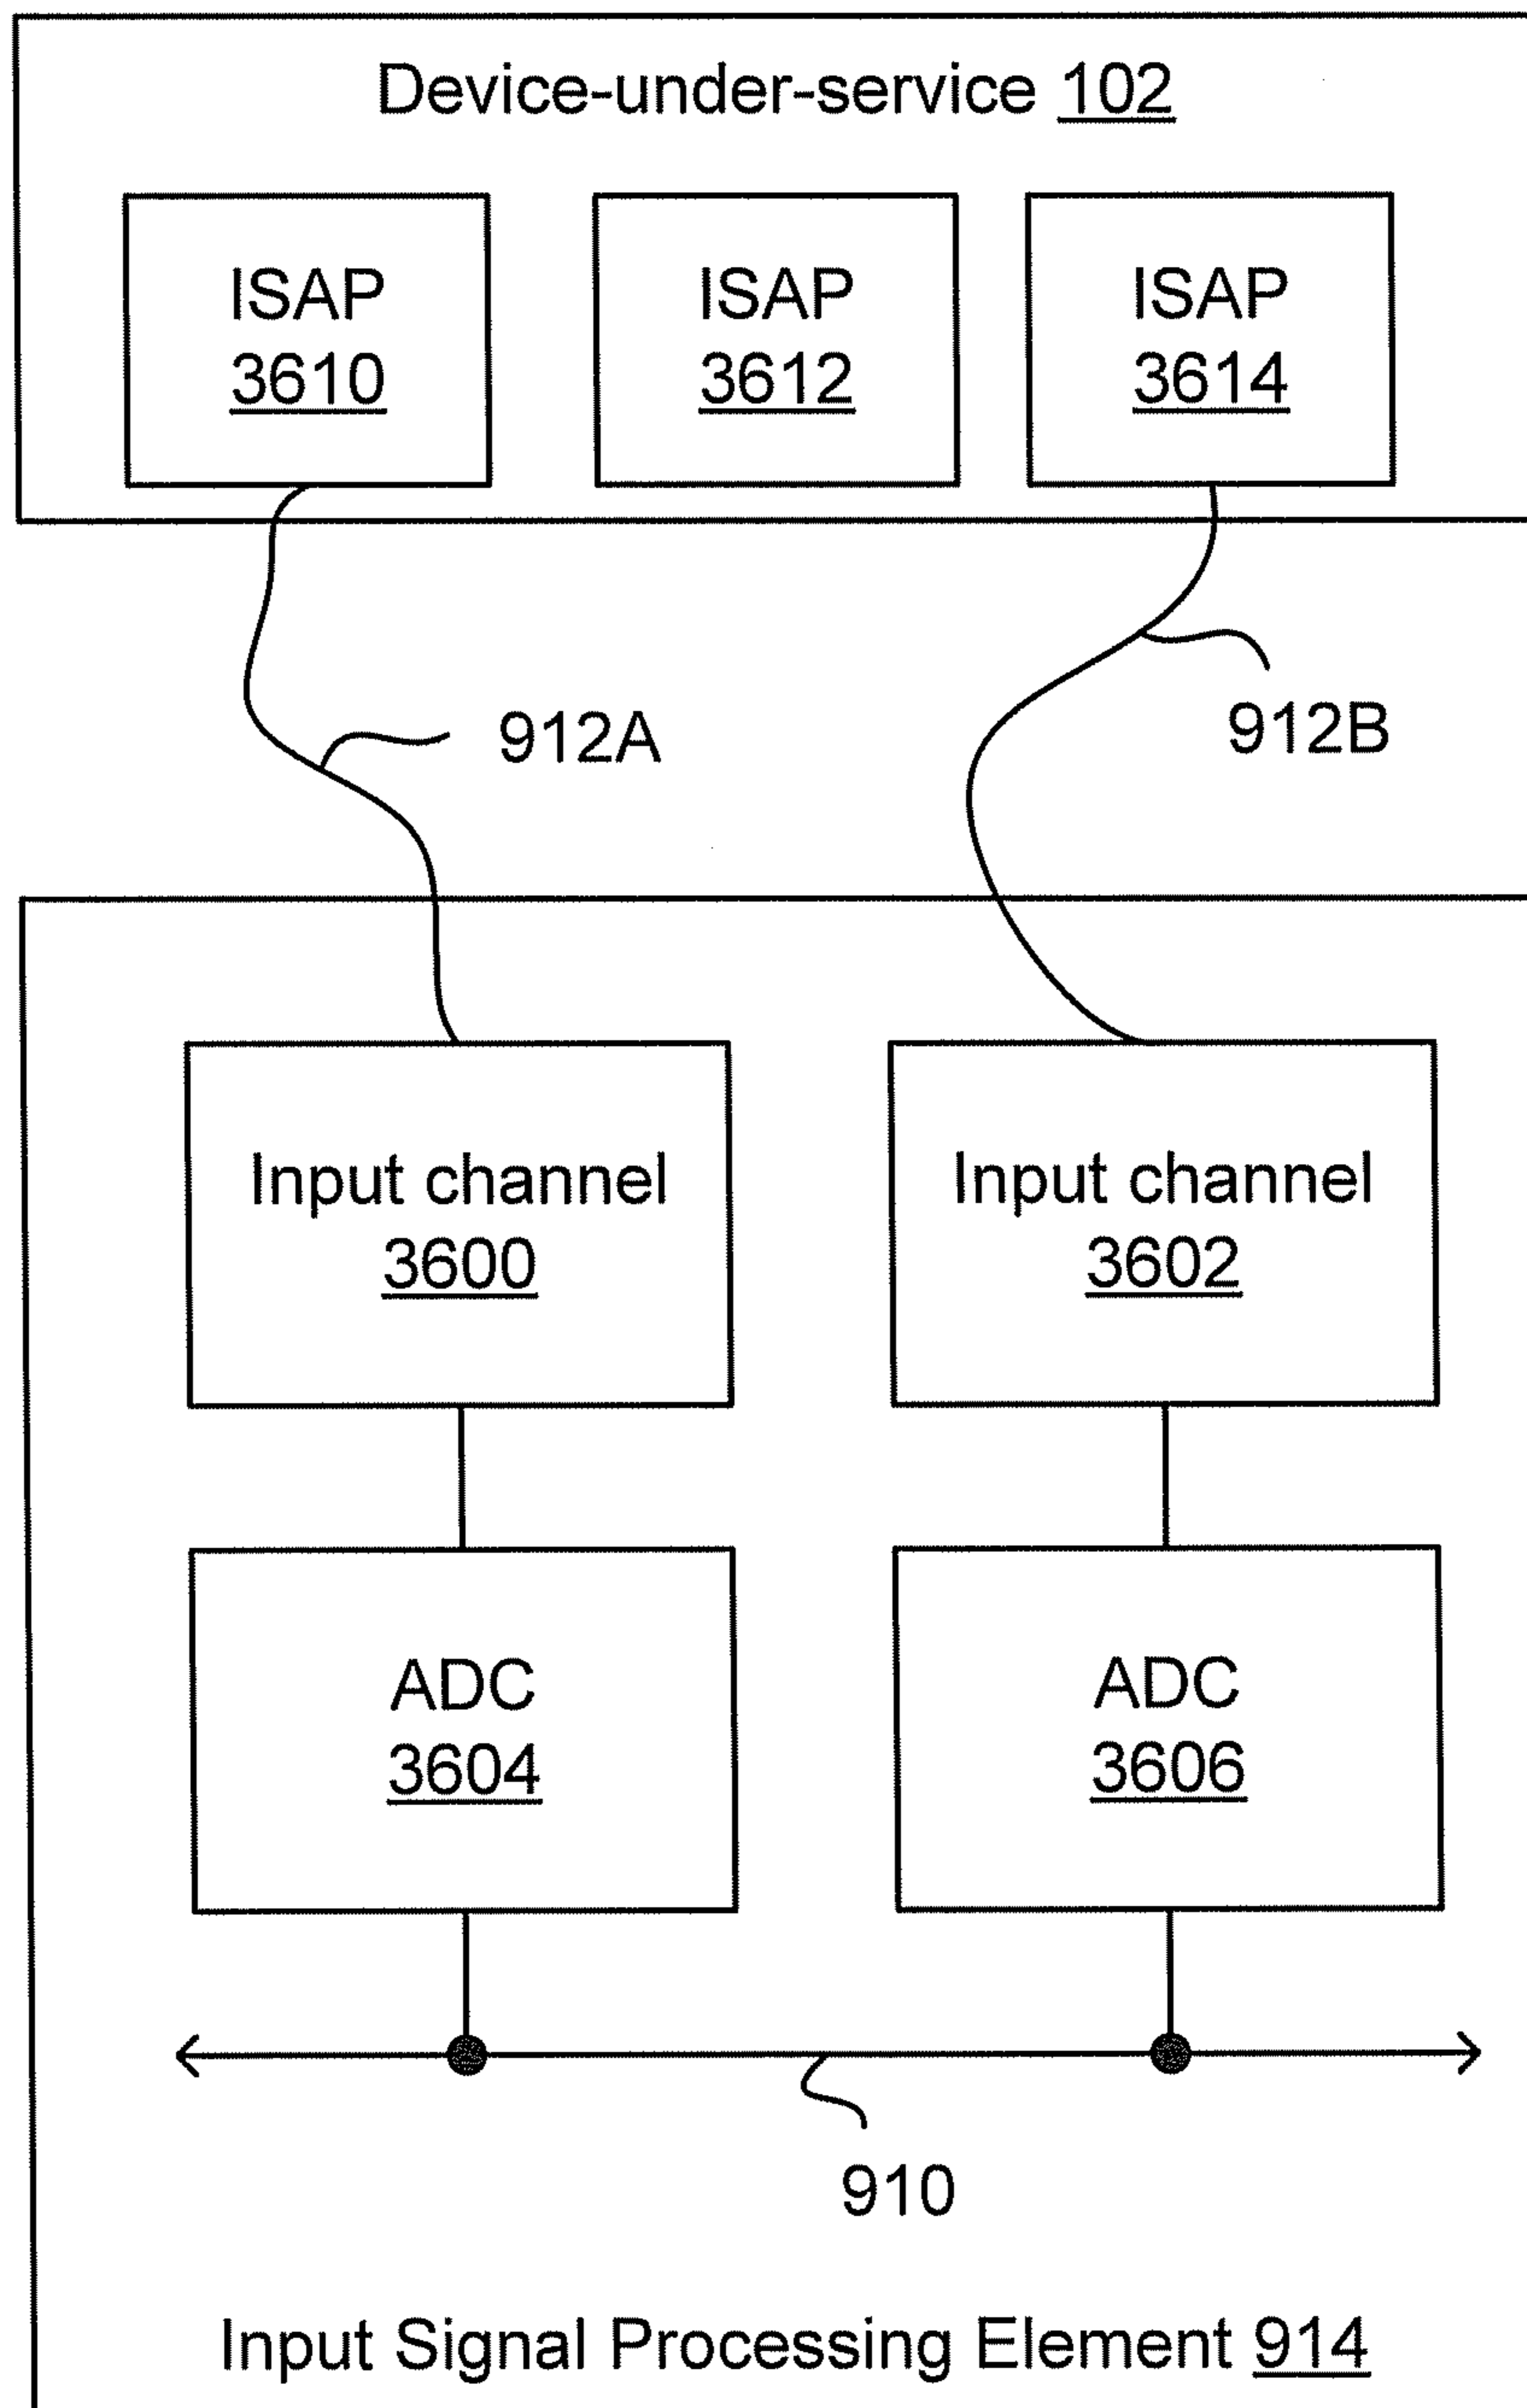 Device-under-service 102
ISAP
3610
ISAP
3612
ISAP
3614
912A
912B
Input channel
3600
Input channel
3602
ADC
3604
ADC
3606
910
Input Signal Processing Element 914